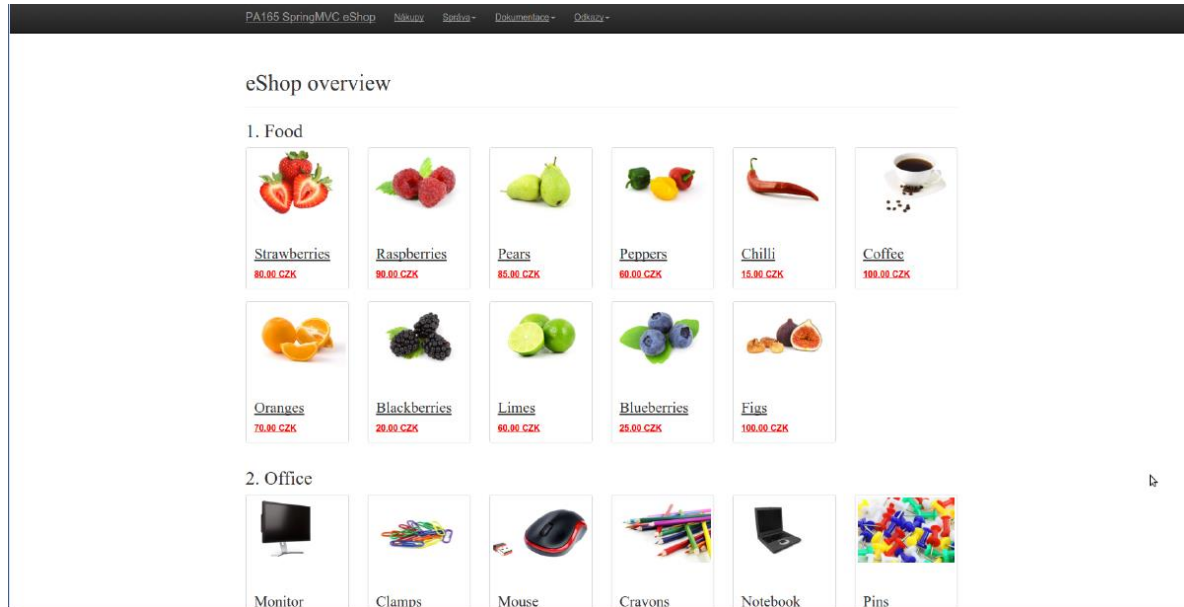 PA165 SpringMVC eShop Nákupy Správa Dokumentace Odkazy
eShop overview
1. Food
Strawberries Raspberries Pears Peppers Chilli Coffee
80.00 CZK 90.00 CZK 85.00 CZK 60.00 CZK 15.00 CZK 100.00 CZK
Oranges Blackberries Limes Blueberries Figs
70.00 CZK 20.00 CZK 60.00 CZK 25.00 CZK 100.00 CZK
2. Office
Monitor Clamps Mouse Crayons Notebook Pins